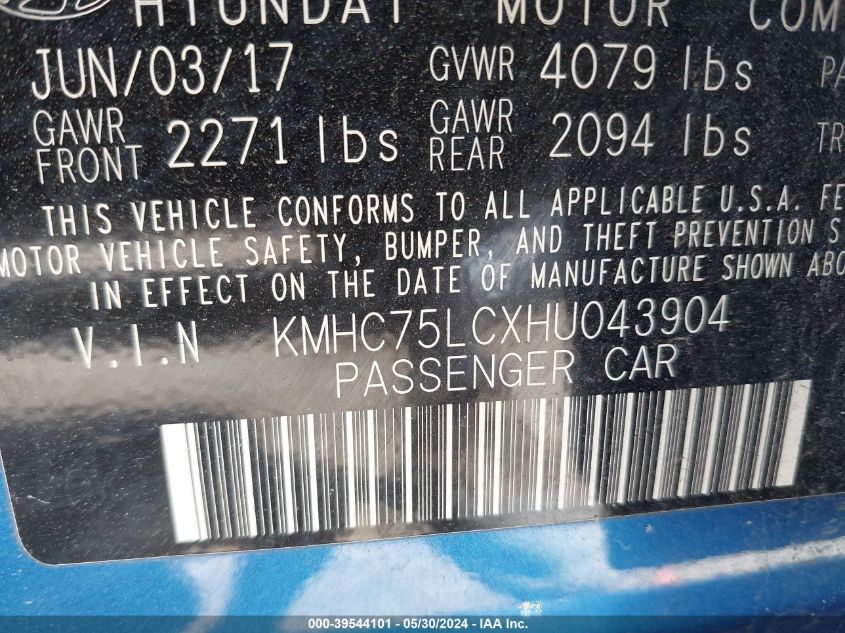 HYUNDAI MOTOR COM
JUN/03/17 GVWR 4079 lbs PA
GAWR FRONT 2271 lbs GAWR REAR 2094 lbs TR
THIS VEHICLE CONFORMS TO ALL APPLICABLE U.S.A. FE
MOTOR VEHICLE SAFETY, BUMPER, AND THEFT PREVENTION S
IN EFFECT ON THE DATE OF MANUFACTURE SHOWN ABO
V.I.N KMHC75LCXHU043904
PASSENGER CAR
000-39544101 - 05/30/2024 - IAA Inc.